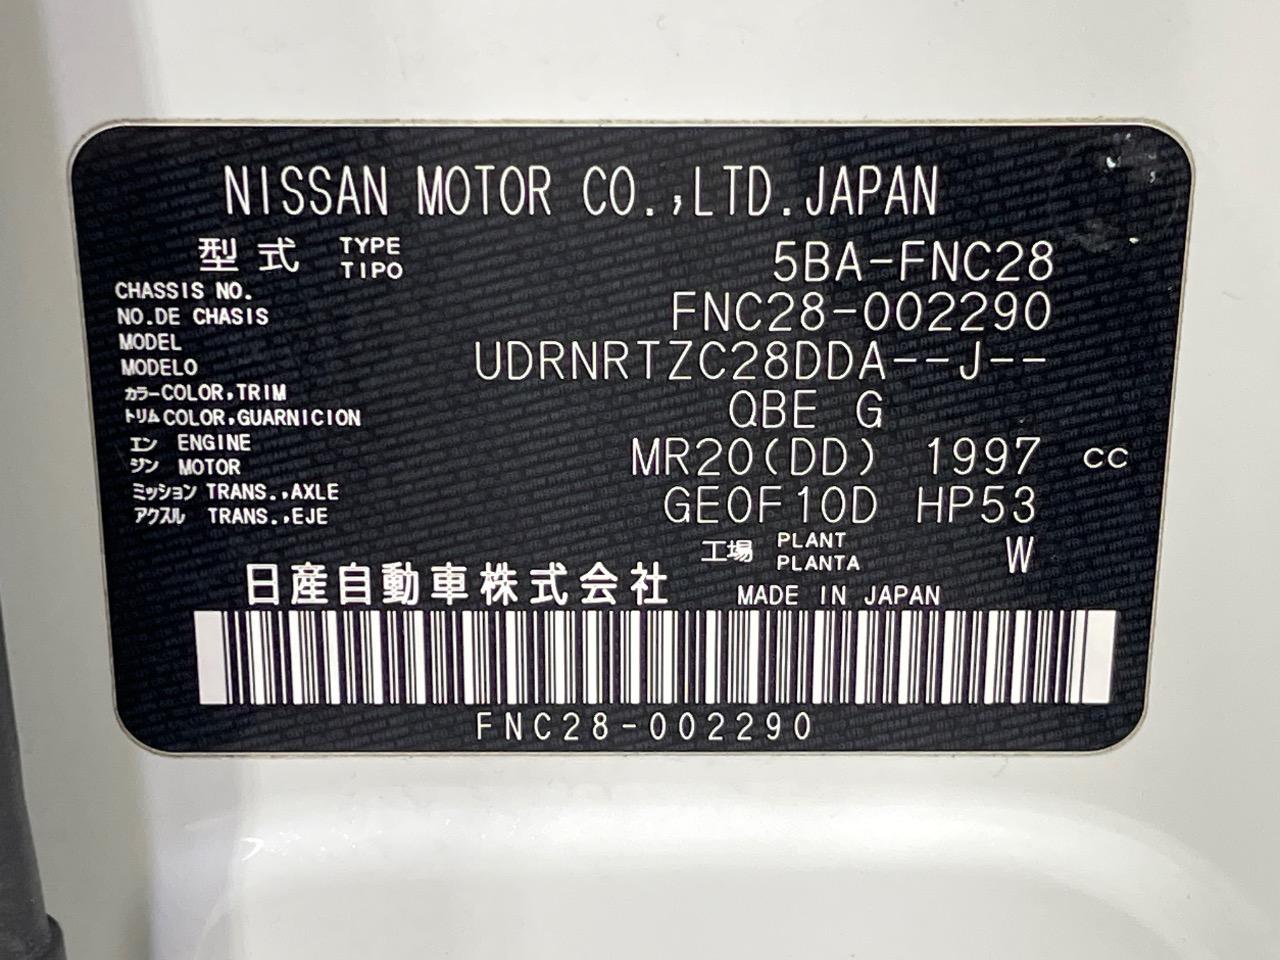 NISSAN MOTOR CO.,LTD.JAPAN
型式 TYPE TIPO 5BA-FNC28
CHASSIS NO.
NO.DE CHASIS FNC28-002290
MODEL
MODELO UDRNRTZC28DDA--J--
カラー COLOR,TRIM
トリム COLOR,GUARNICION QBE G
エン ENGINE
ジン MOTOR MR20(DD) 1997 cc
ミッション TRANS.,AXLE
アクスル TRANS.,EJE GE0F10D HP53
工場 PLANT PLANTA W
日産自動車株式会社 MADE IN JAPAN
FNC28-002290